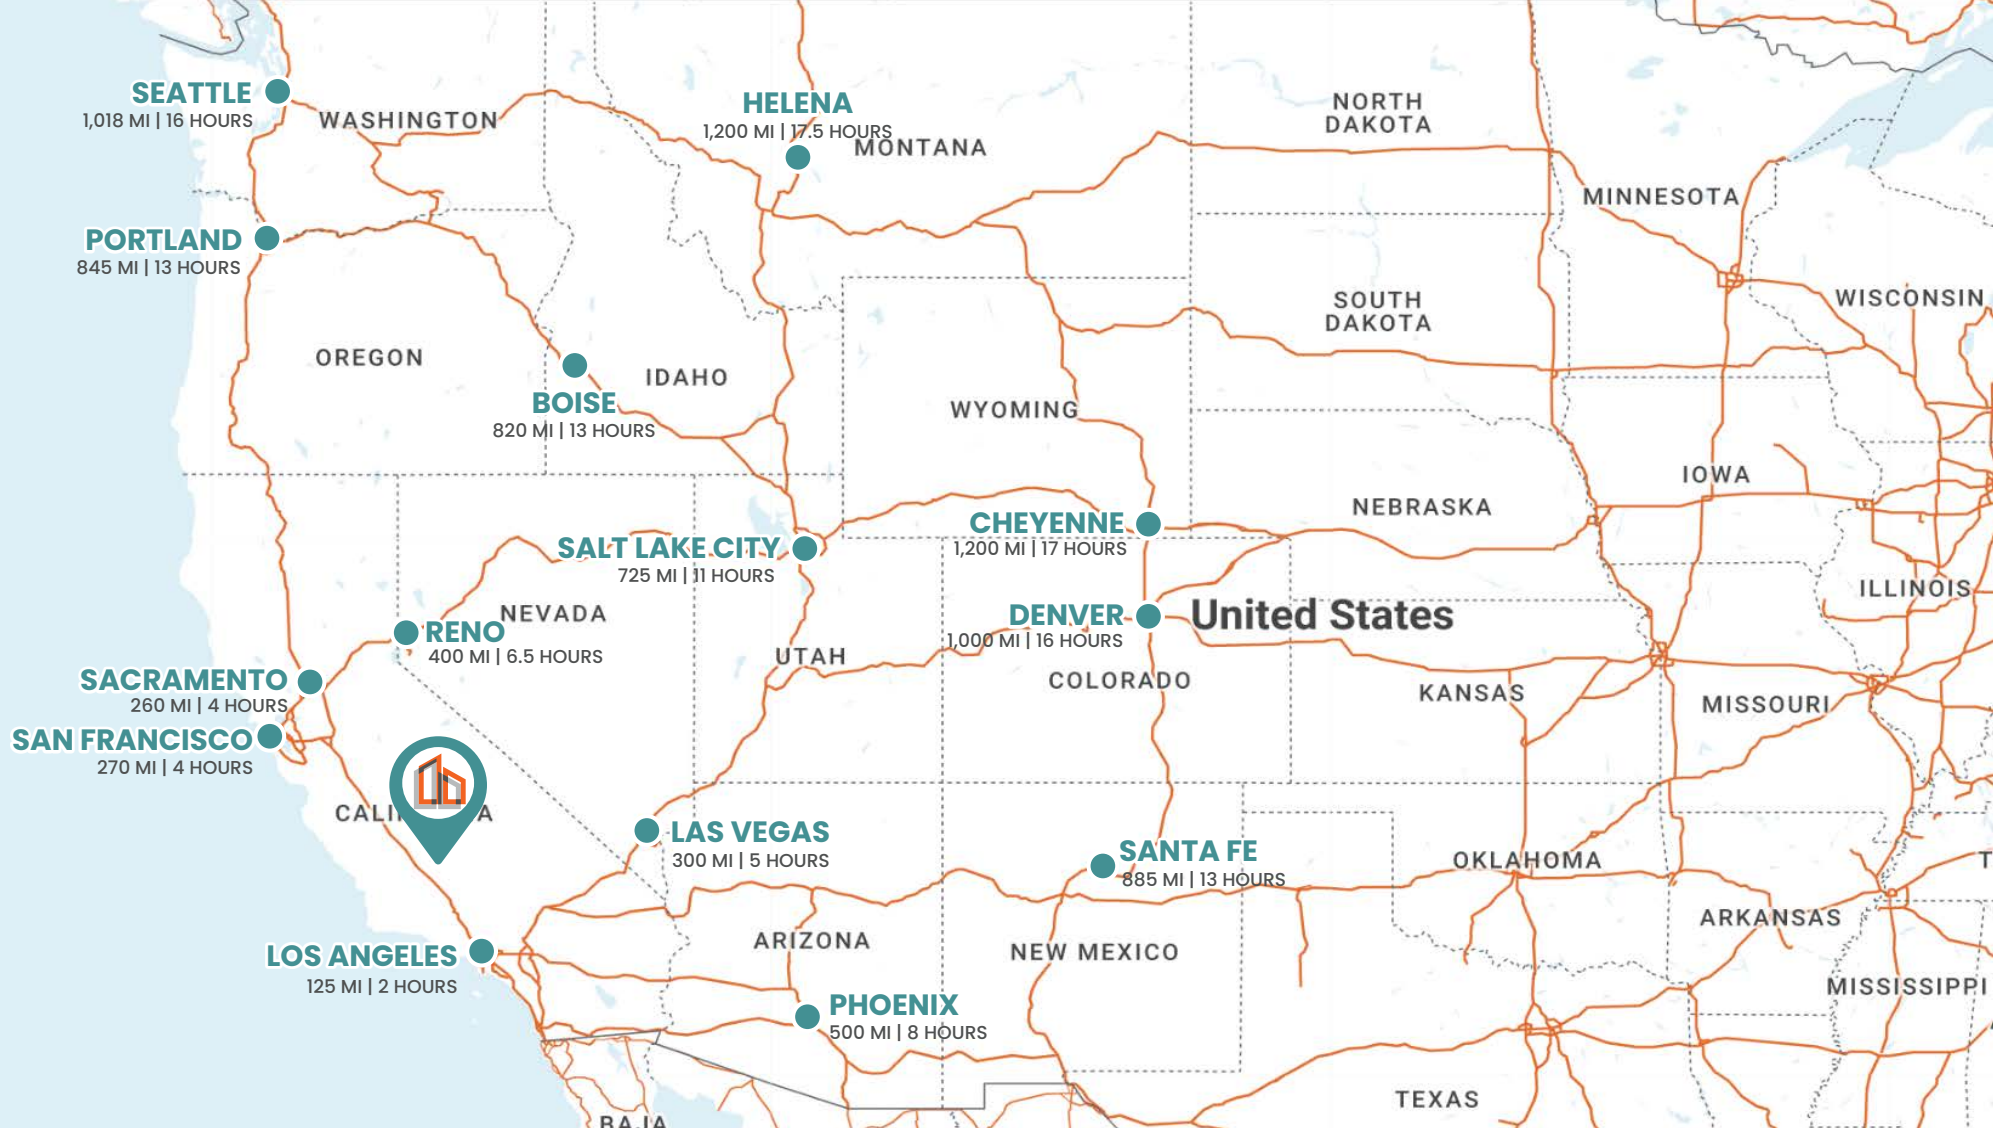 SEATTLE
1,018 MI | 16 HOURS
WASHINGTON
HELENA
1,200 MI | 17.5 HOURS
MONTANA
NORTH
DAKOTA
MINNESOTA
PORTLAND
845 MI | 13 HOURS
OREGON
BOISE
820 MI | 13 HOURS
IDAHO
WYOMING
SOUTH
DAKOTA
WISCONSIN
IOWA
NEBRASKA
CHEYENNE
1,200 MI | 17 HOURS
SALT LAKE CITY
725 MI | 11 HOURS
ILLINOIS
NEVADA
DENVER
1,000 MI | 16 HOURS
United States
RENO
400 MI | 6.5 HOURS
UTAH
COLORADO
KANSAS
MISSOURI
SACRAMENTO
260 MI | 4 HOURS
SAN FRANCISCO
270 MI | 4 HOURS
CALI
A
LAS VEGAS
300 MI | 5 HOURS
SANTA FE
885 MI | 13 HOURS
OKLAHOMA
T
ARKANSAS
LOS ANGELES
125 MI | 2 HOURS
ARIZONA
NEW MEXICO
MISSISSIPPI
PHOENIX
500 MI | 8 HOURS
TEXAS
BAJA